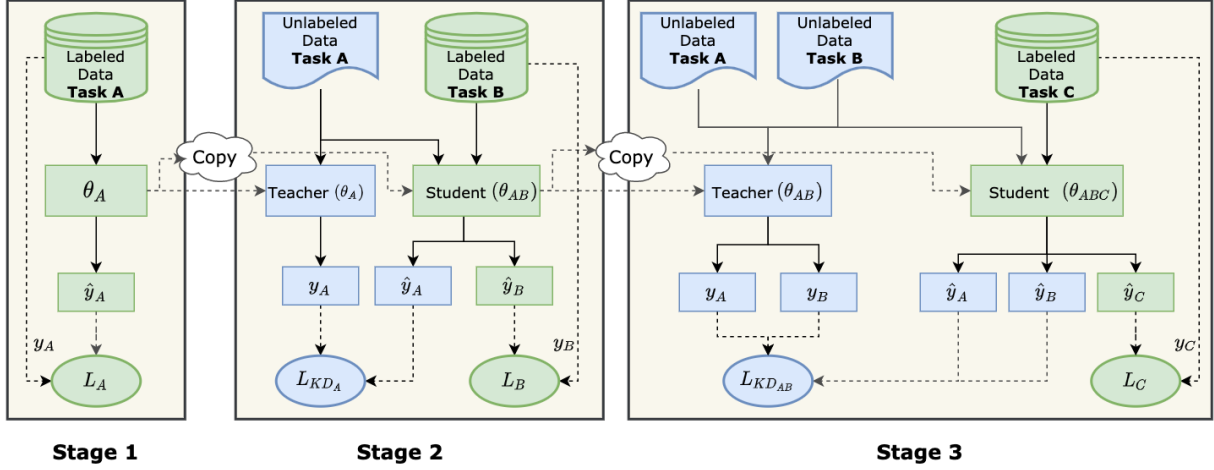 Labeled
Data
Task A
θ_A
ŷ_A
y_A
L_A
Stage 1
Copy
Unlabeled
Data
Task A
Labeled
Data
Task B
Teacher (θ_A)
Student (θ_AB)
y_A
ŷ_A
ŷ_B
y_B
L_KD_A
L_B
Stage 2
Copy
Unlabeled
Data
Task A
Unlabeled
Data
Task B
Labeled
Data
Task C
Teacher (θ_AB)
Student (θ_ABC)
y_A
y_B
ŷ_A
ŷ_B
ŷ_C
y_C
L_KD_AB
L_C
Stage 3